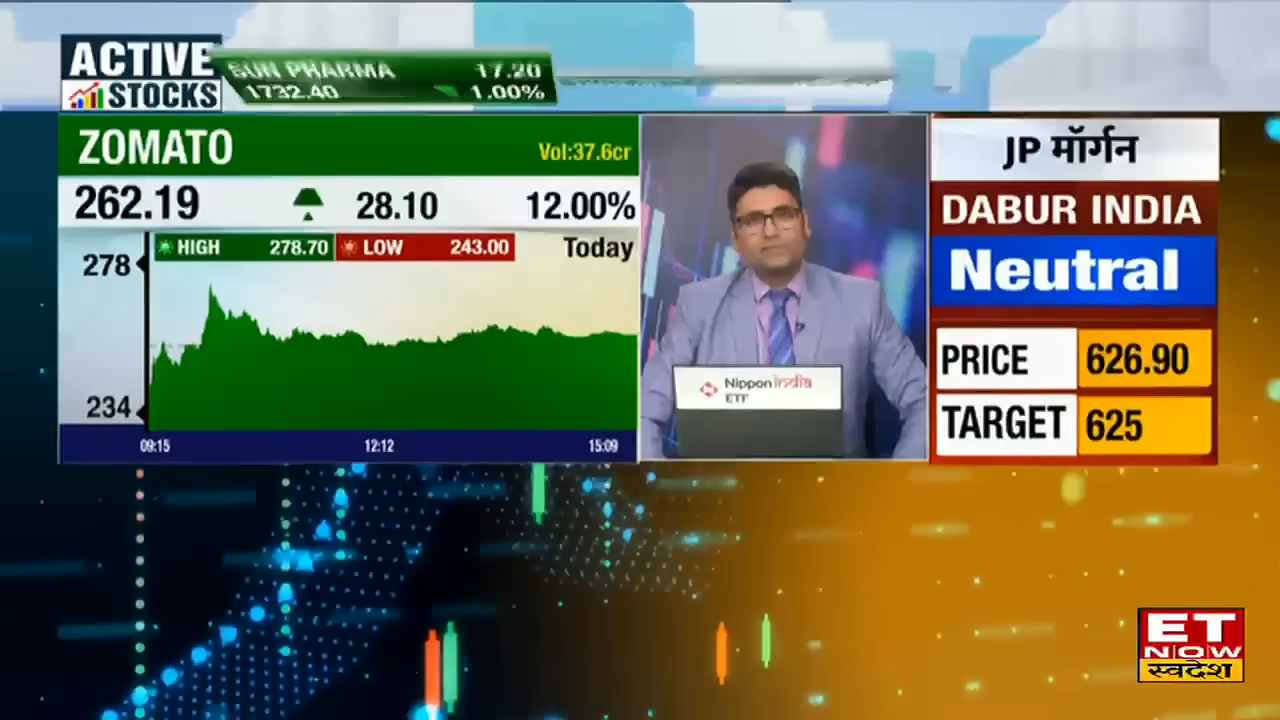 ACTIVE
STOCKS
SUN PHARMA 17.20
1732.40 1.00%
ZOMATO Vol:37.6cr
262.19 28.10 12.00%
HIGH 278.70 LOW 243.00 Today
278
234
09:15 12:12 15:09
Nippon india
ETF
JP मॉर्गन
DABUR INDIA
Neutral
PRICE 626.90
TARGET 625
ET
NOW
स्वदेश